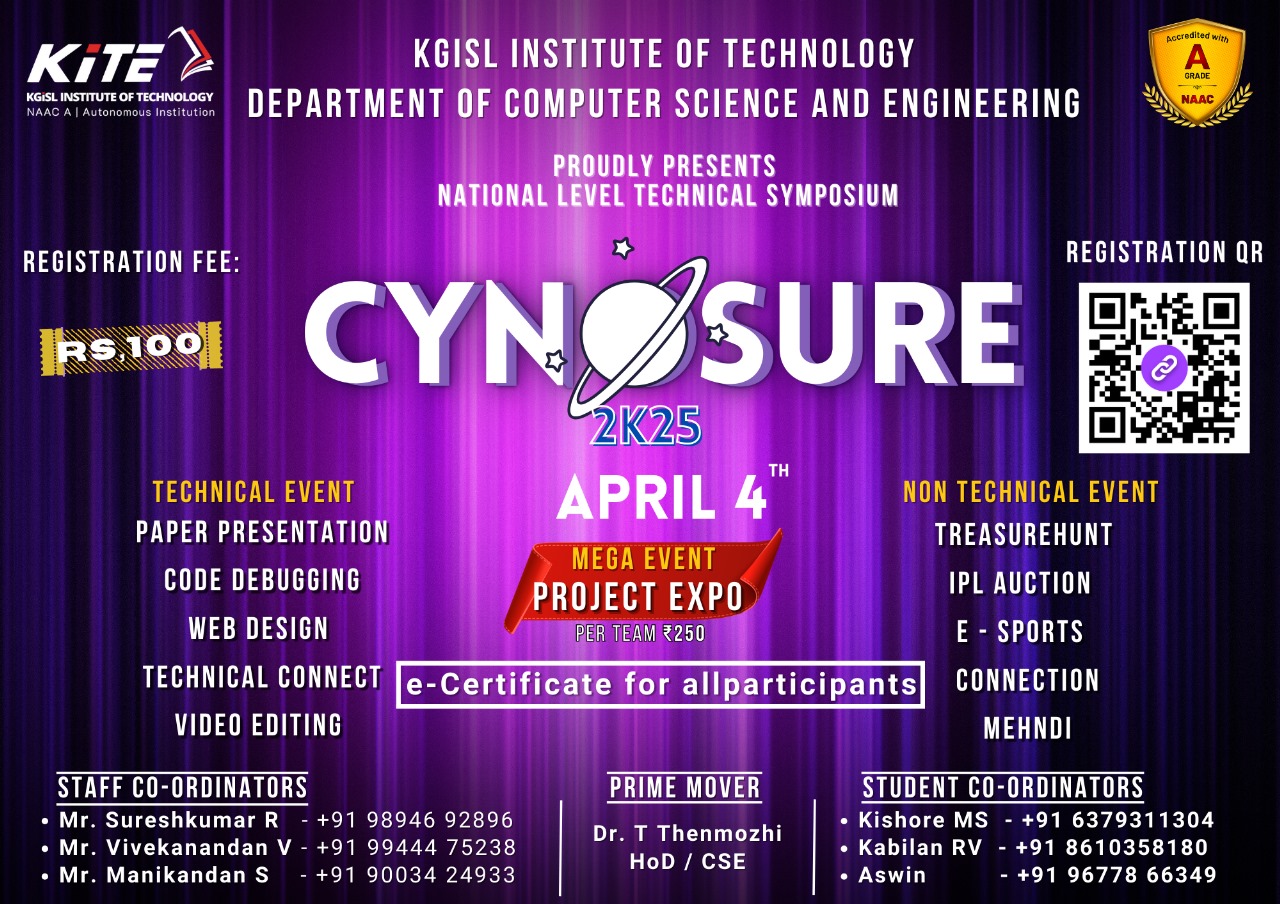 KiTE
KGiSL INSTITUTE OF TECHNOLOGY
NAAC A | Autonomous Institution
KGISL INSTITUTE OF TECHNOLOGY
DEPARTMENT OF COMPUTER SCIENCE AND ENGINEERING
Accredited with
A
GRADE
NAAC
PROUDLY PRESENTS
NATIONAL LEVEL TECHNICAL SYMPOSIUM
REGISTRATION FEE:
RS,100
CYNOSURE
2K25
REGISTRATION QR
APRIL 4TH
MEGA EVENT
PROJECT EXPO
PER TEAM ₹250
e-Certificate for allparticipants
TECHNICAL EVENT
PAPER PRESENTATION
CODE DEBUGGING
WEB DESIGN
TECHNICAL CONNECT
VIDEO EDITING
NON TECHNICAL EVENT
TREASUREHUNT
IPL AUCTION
E - SPORTS
CONNECTION
MEHNDI
STAFF CO-ORDINATORS
• Mr. Sureshkumar R - +91 98946 92896
• Mr. Vivekanandan V - +91 99444 75238
• Mr. Manikandan S - +91 90034 24933
PRIME MOVER
Dr. T Thenmozhi
HoD / CSE
STUDENT CO-ORDINATORS
• Kishore MS - +91 6379311304
• Kabilan RV - +91 8610358180
• Aswin - +91 96778 66349